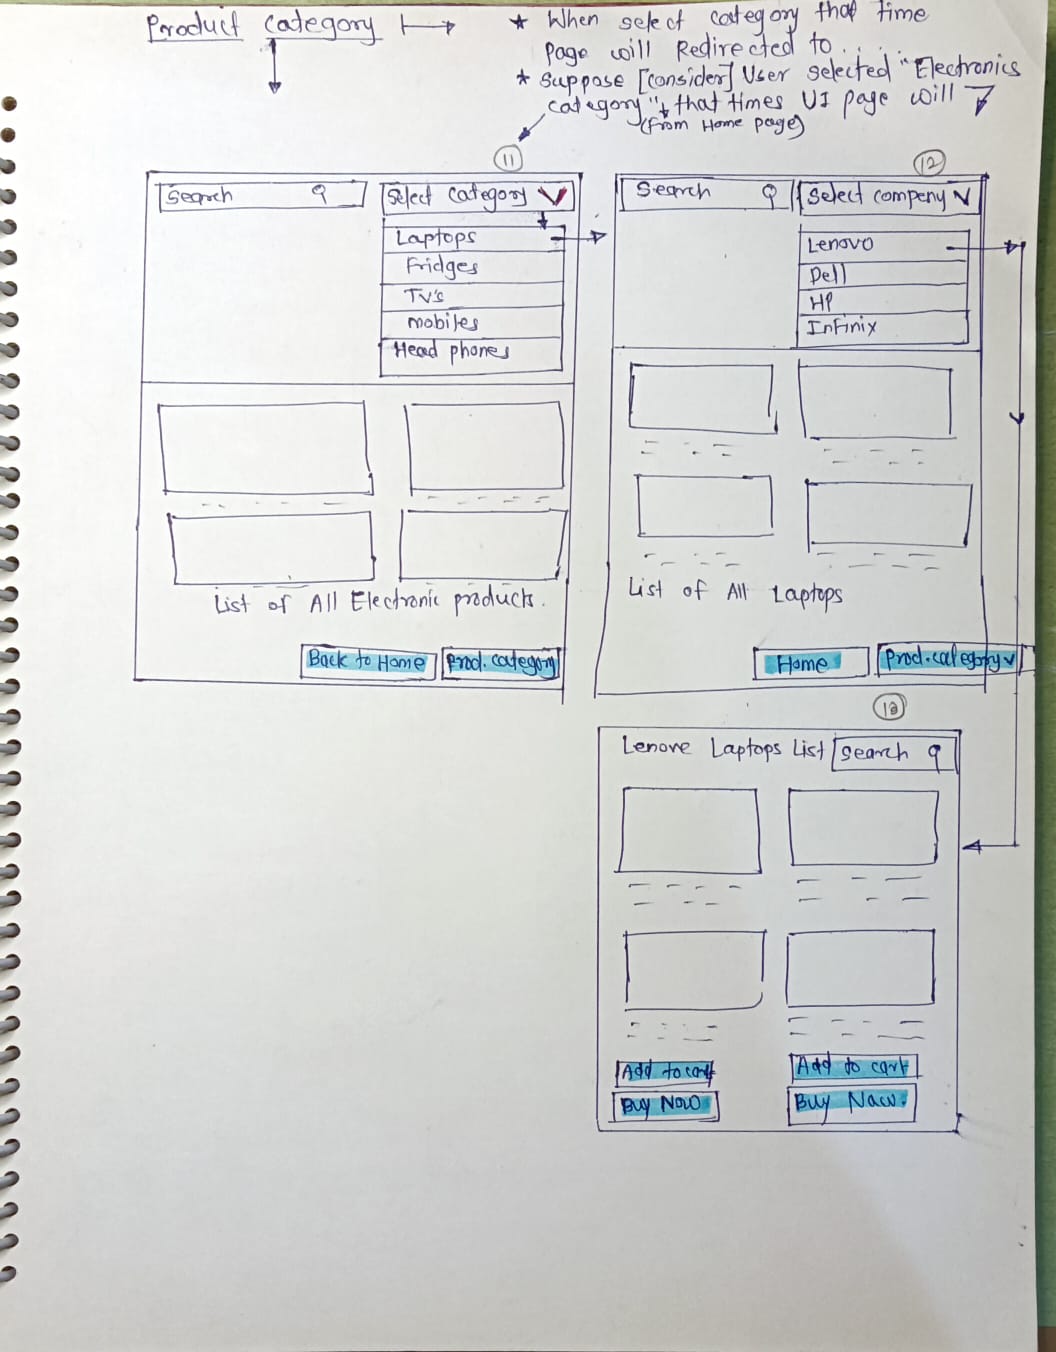 Product Category
* When select category that time
Page will Redirected to . . . .
* Suppose [consider] User selected "Electronics
category", that times UI page will
(From Home page)
11
Search
Select Category
Laptops
Fridges
TV's
mobiles
Head phones
List of All Electronic products.
Back to Home
Prod. category
12
Search
Select compeny
Lenovo
Dell
HP
Infinix
List of All Laptops
Home
Prod. category
Lenove Laptops List
Search
Add to cart
Add to cart
Buy Now
Buy Now.